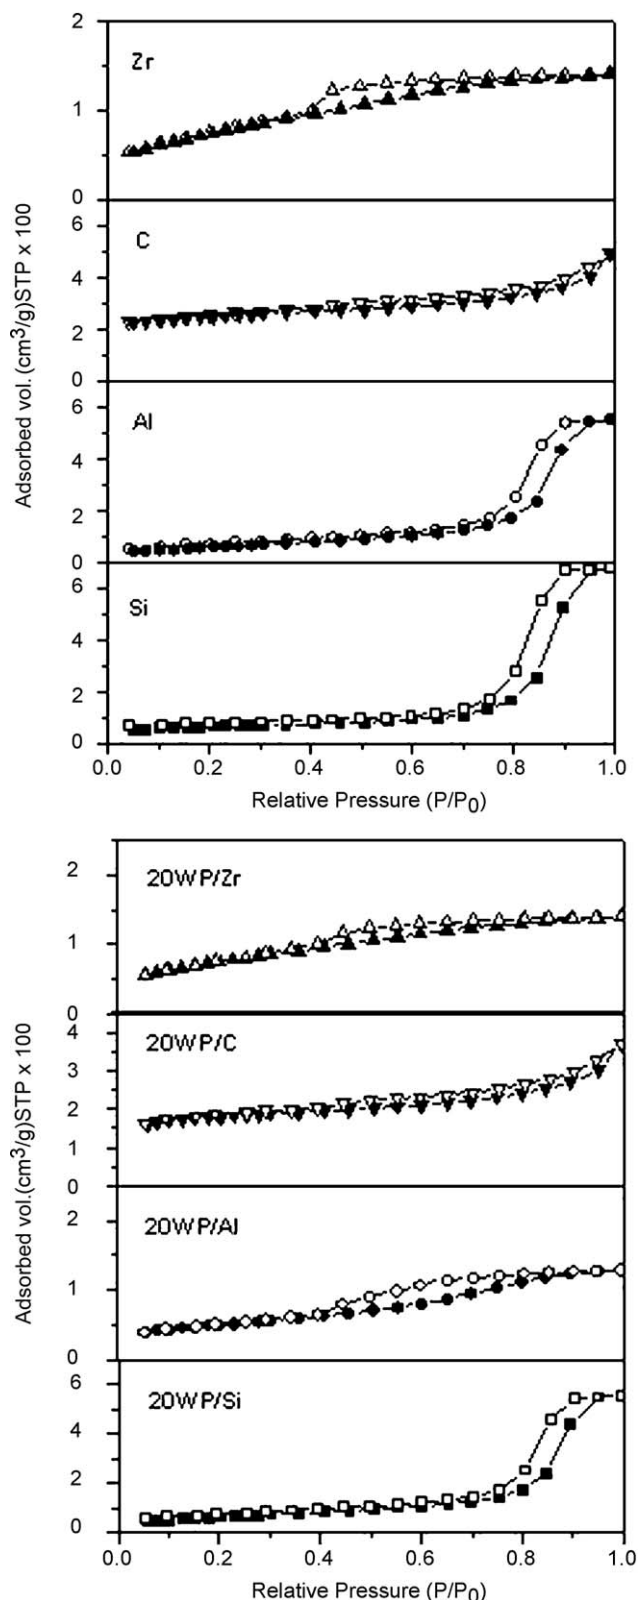 2
Zr
1
0
6
C
4
2
0
6
Al
4
2
0
6
Si
4
2
0
0.0 0.2 0.4 0.6 0.8 1.0
Relative Pressure (P/P0)
Adsorbed vol.(cm3/g)STP x 100
2
20WP/Zr
1
0
4
20WP/C
3
2
1
0
2
20WP/Al
1
0
6
20WP/Si
4
2
0
0.0 0.2 0.4 0.6 0.8 1.0
Relative Pressure (P/P0)
Adsorbed vol.(cm3/g)STP x 100